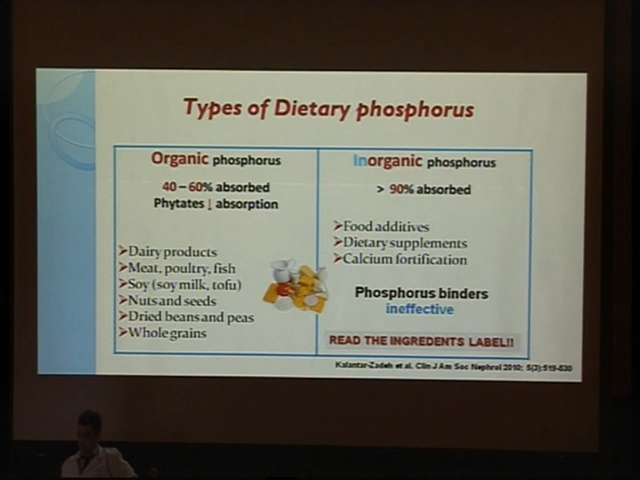 Types of Dietary phosphorus
Organic phosphorus
40 – 60% absorbed
Phytates ↓ absorption
➢Dairy products
➢Meat, poultry, fish
➢Soy (soy milk, tofu)
➢Nuts and seeds
➢Dried beans and peas
➢Whole grains
Inorganic phosphorus
> 90% absorbed
➢Food additives
➢Dietary supplements
➢Calcium fortification
Phosphorus binders
ineffective
READ THE INGREDENTS LABEL!!
Kalantar-Zadeh et al. Clin J Am Soc Nephrol 2010; 5(3):519-530